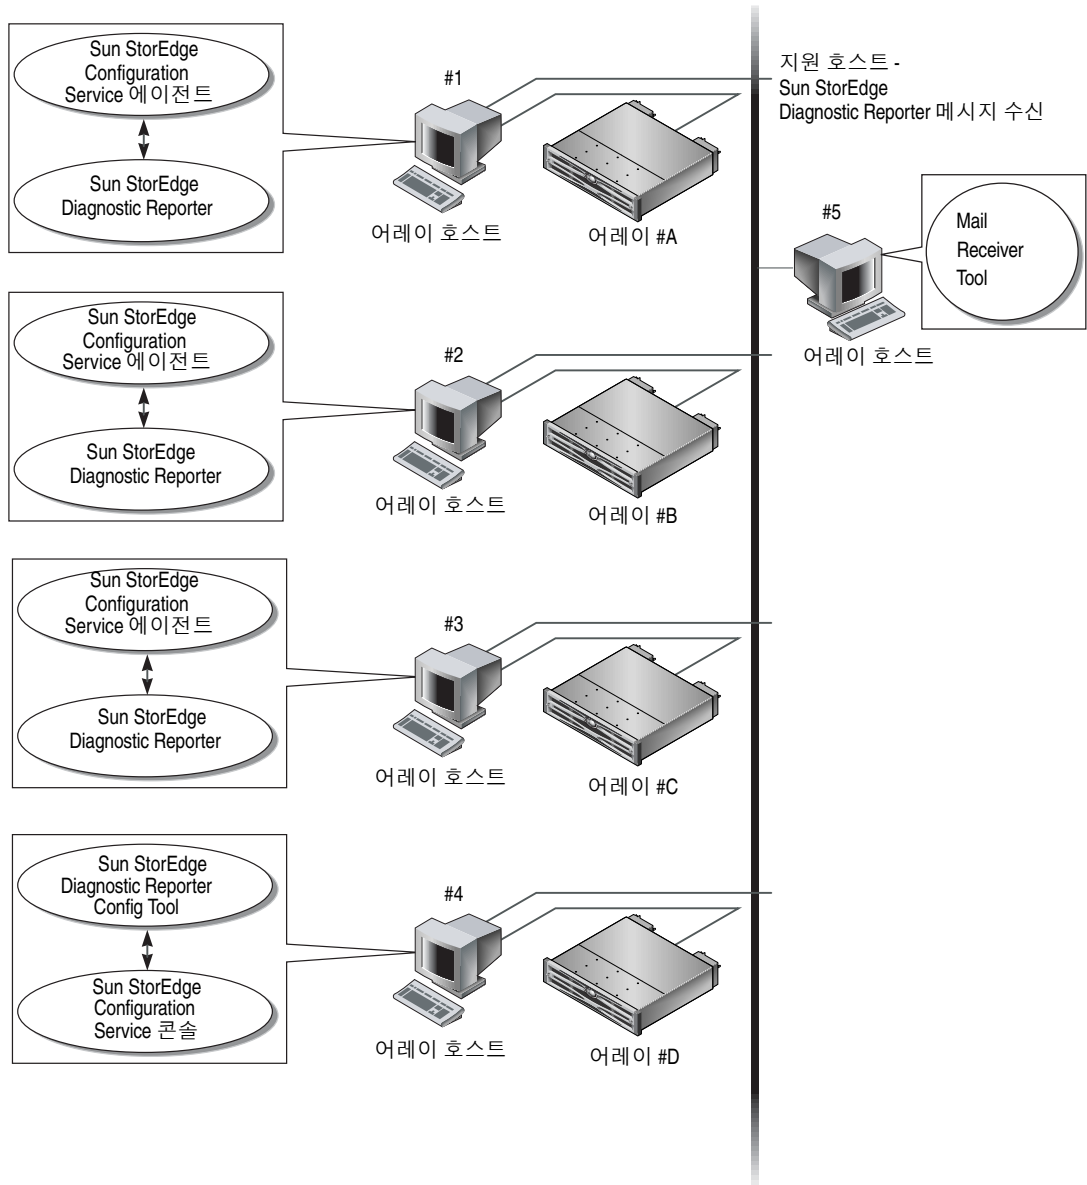 Sun StorEdge
Configuration
Service 에이전트
Sun StorEdge
Diagnostic Reporter
#1
어레이 호스트
어레이 #A
지원 호스트 -
Sun StorEdge
Diagnostic Reporter 메시지 수신
#5
Mail
Receiver
Tool
어레이 호스트
Sun StorEdge
Configuration
Service 에이전트
Sun StorEdge
Diagnostic Reporter
#2
어레이 호스트
어레이 #B
Sun StorEdge
Configuration
Service 에이전트
Sun StorEdge
Diagnostic Reporter
#3
어레이 호스트
어레이 #C
Sun StorEdge
Diagnostic Reporter
Config Tool
Sun StorEdge
Configuration
Service 콘솔
#4
어레이 호스트
어레이 #D